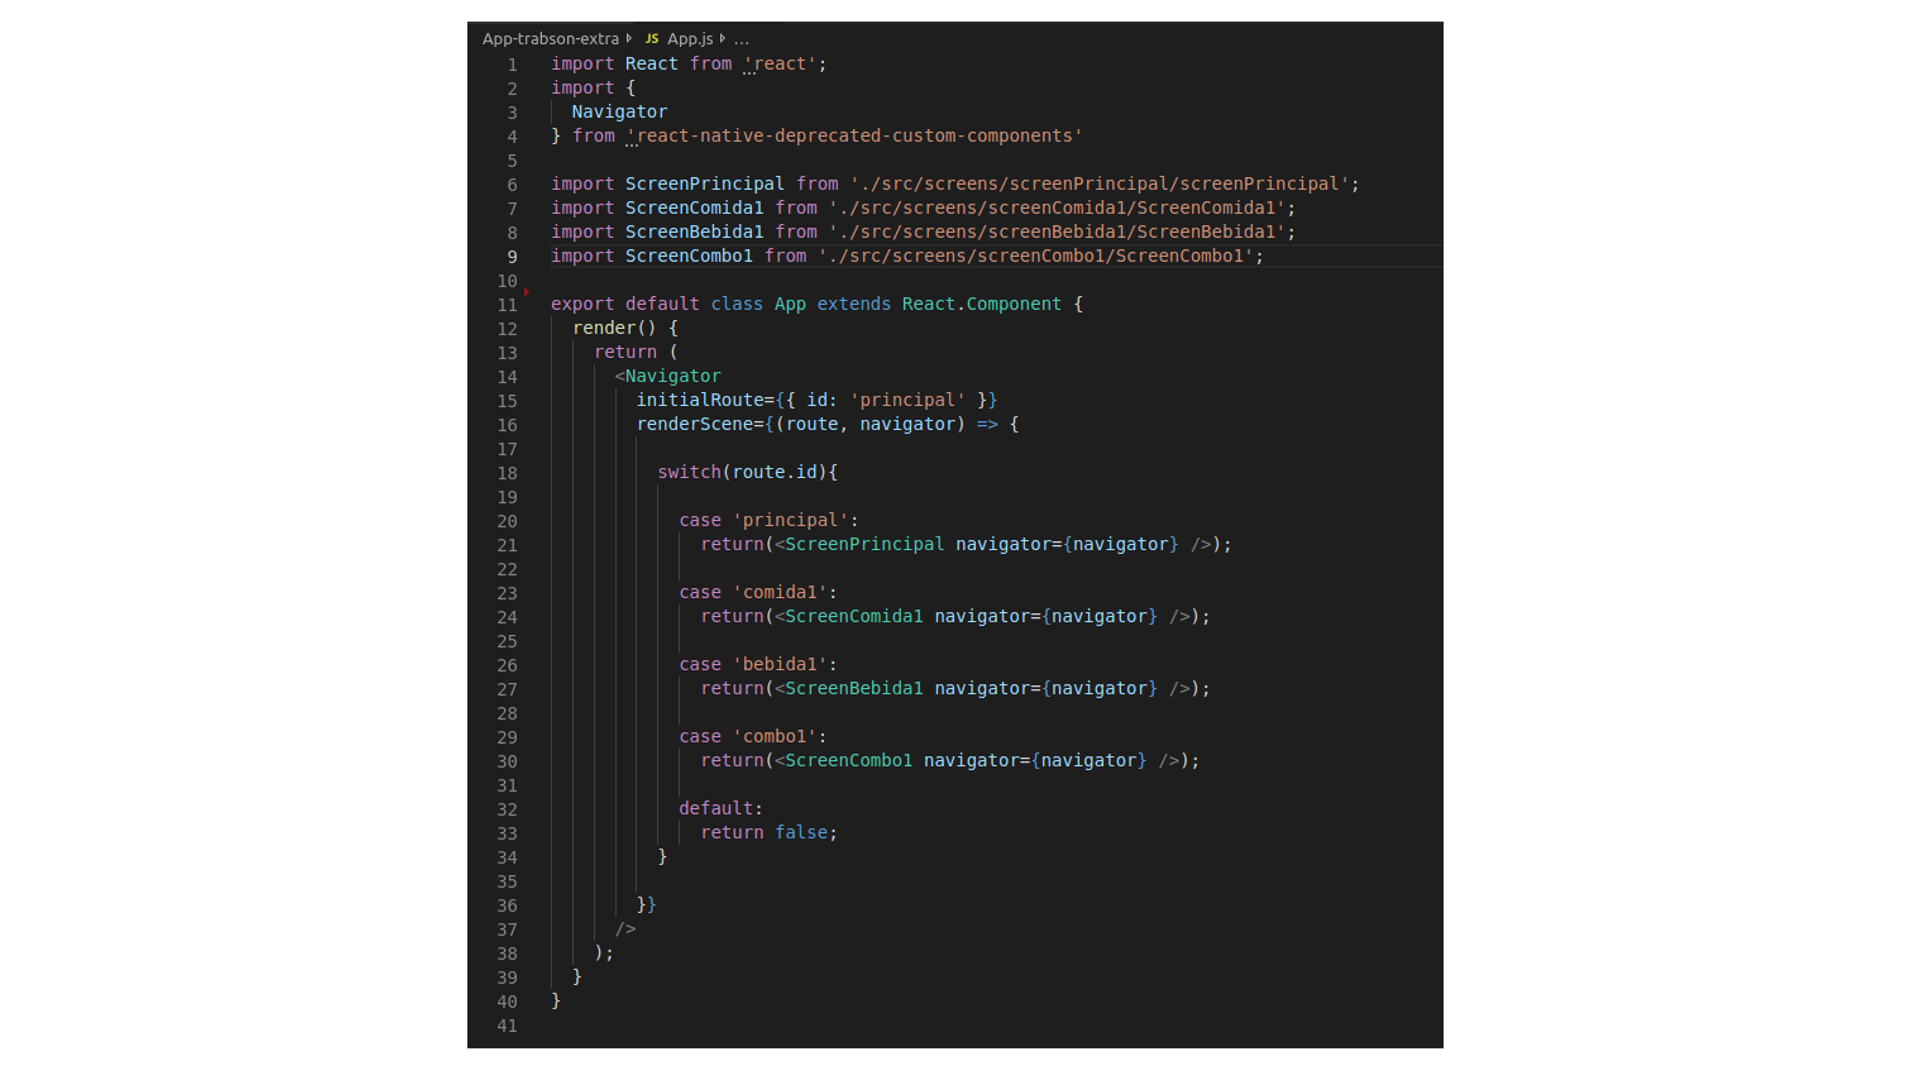 App-trabson-extra ▸ JS App.js ▸ ...
1 import React from 'react';
2 import {
3 Navigator
4 } from 'react-native-deprecated-custom-components'
5
6 import ScreenPrincipal from './src/screens/screenPrincipal/screenPrincipal';
7 import ScreenComida1 from './src/screens/screenComida1/ScreenComida1';
8 import ScreenBebida1 from './src/screens/screenBebida1/ScreenBebida1';
9 import ScreenCombo1 from './src/screens/screenCombo1/ScreenCombo1';
10
11 export default class App extends React.Component {
12 render() {
13 return (
14 <Navigator
15 initialRoute={{ id: 'principal' }}
16 renderScene={(route, navigator) => {
17
18 switch(route.id){
19
20 case 'principal':
21 return(<ScreenPrincipal navigator={navigator} />);
22
23 case 'comida1':
24 return(<ScreenComida1 navigator={navigator} />);
25
26 case 'bebida1':
27 return(<ScreenBebida1 navigator={navigator} />);
28
29 case 'combo1':
30 return(<ScreenCombo1 navigator={navigator} />);
31
32 default:
33 return false;
34 }
35
36 }}
37 />
38 );
39 }
40 }
41